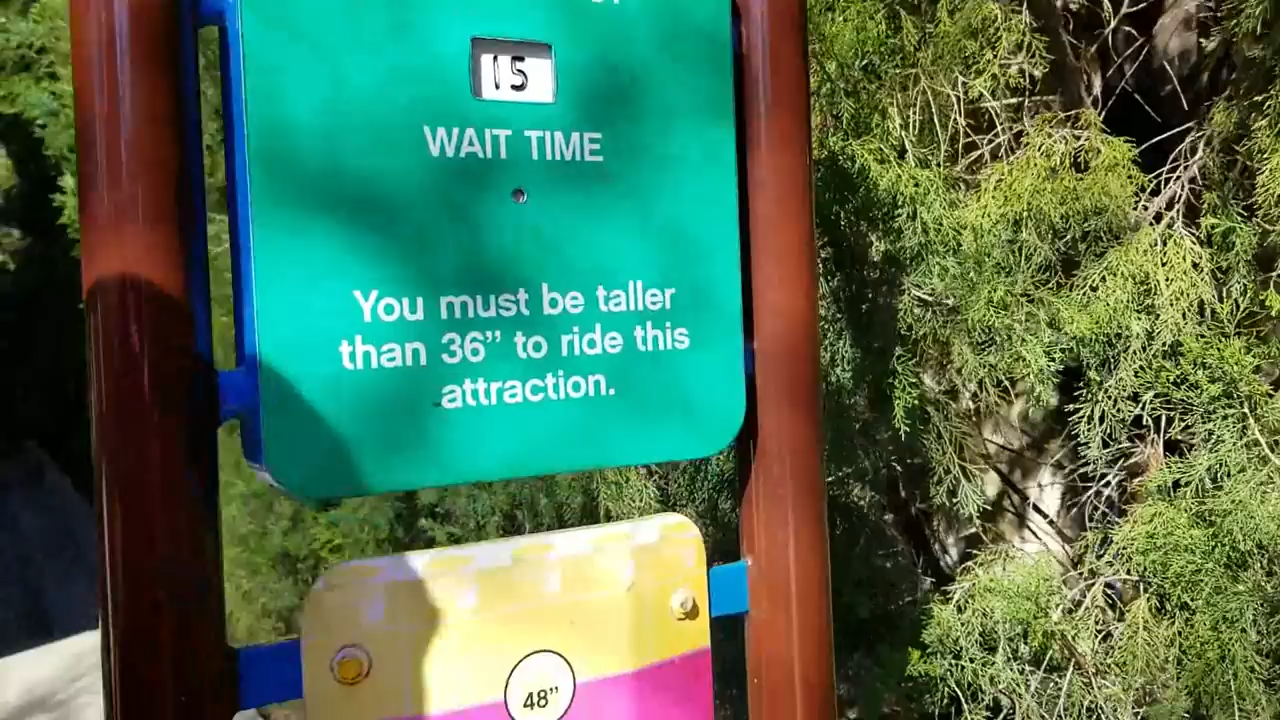 15
WAIT TIME
You must be taller
than 36” to ride this
attraction.
48”